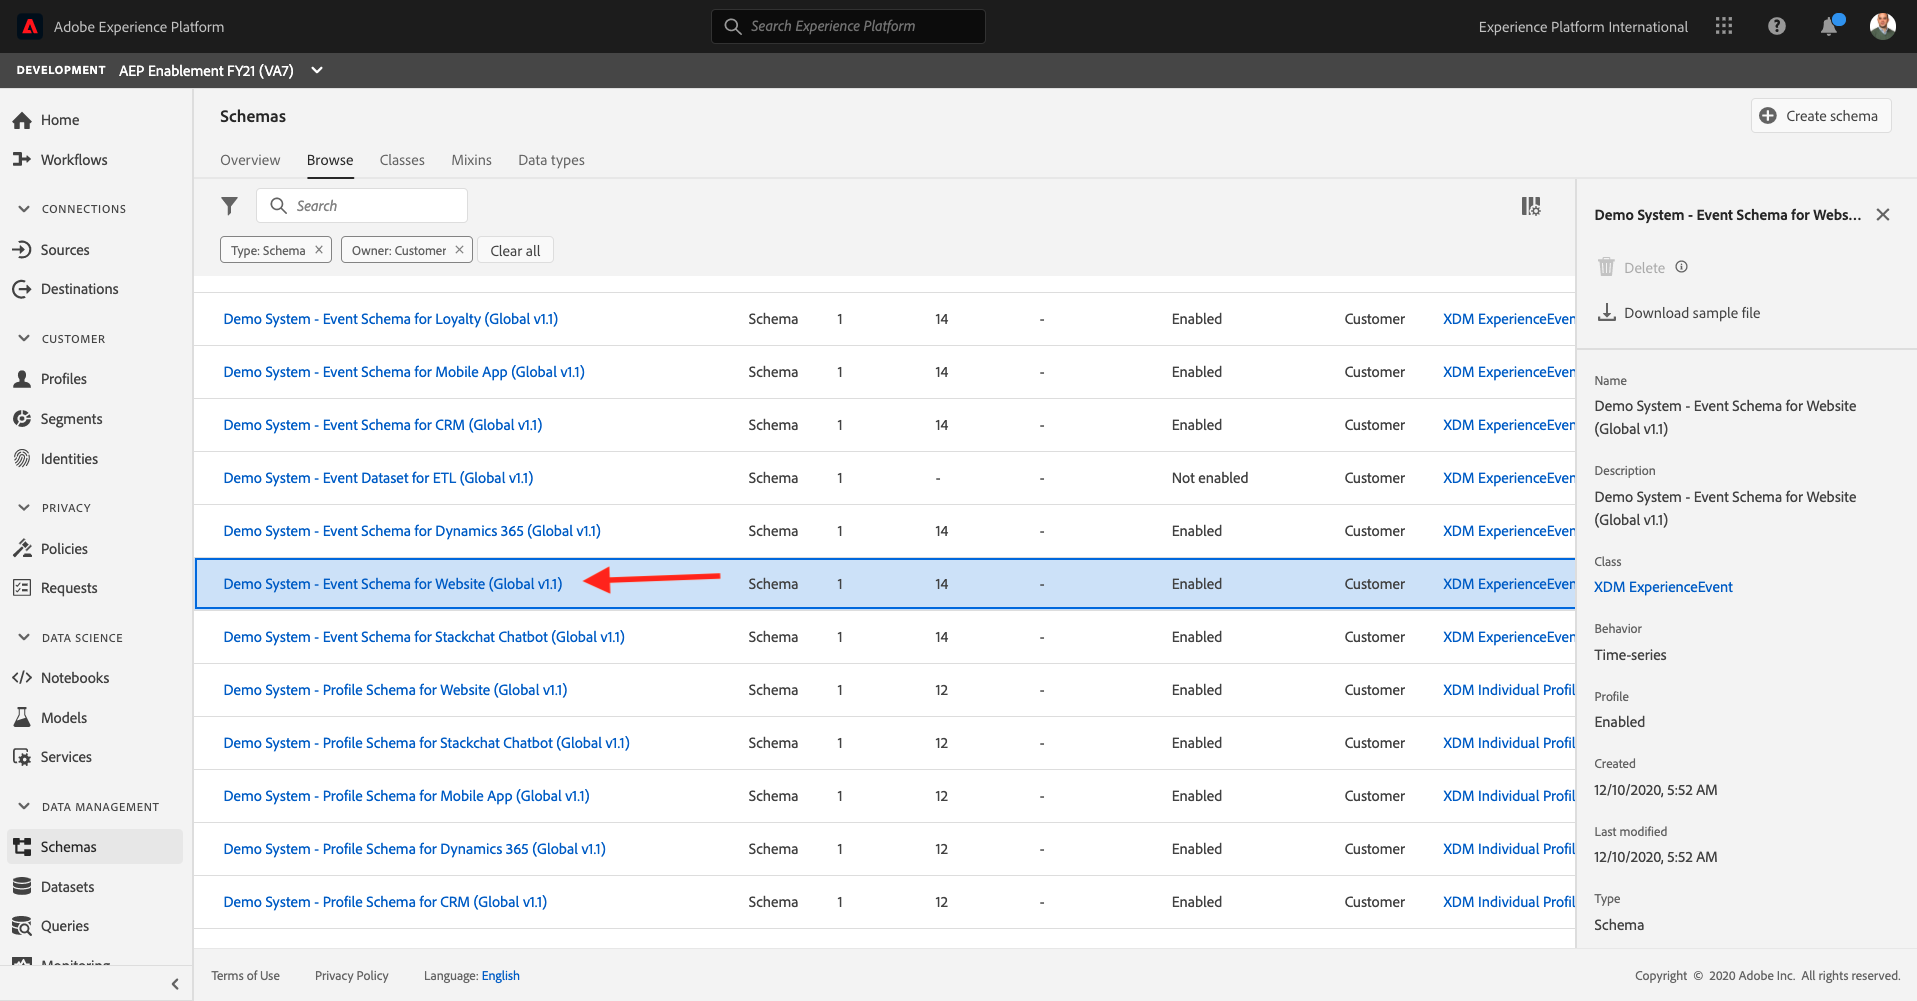 Adobe Experience Platform
Search Experience Platform
Experience Platform International
DEVELOPMENT AEP Enablement FY21 (VA7)
Home
Workflows
CONNECTIONS
Sources
Destinations
CUSTOMER
Profiles
Segments
Identities
PRIVACY
Policies
Requests
DATA SCIENCE
Notebooks
Models
Services
DATA MANAGEMENT
Schemas
Datasets
Queries
Monitoring
Schemas
Create schema
Overview Browse Classes Mixins Data types
Search
Type: Schema Owner: Customer Clear all
Demo System - Event Schema for Loyalty (Global v1.1) Schema 1 14 - Enabled Customer XDM ExperienceEven
Demo System - Event Schema for Mobile App (Global v1.1) Schema 1 14 - Enabled Customer XDM ExperienceEven
Demo System - Event Schema for CRM (Global v1.1) Schema 1 14 - Enabled Customer XDM ExperienceEven
Demo System - Event Dataset for ETL (Global v1.1) Schema 1 - - Not enabled Customer XDM ExperienceEven
Demo System - Event Schema for Dynamics 365 (Global v1.1) Schema 1 14 - Enabled Customer XDM ExperienceEven
Demo System - Event Schema for Website (Global v1.1) Schema 1 14 - Enabled Customer XDM ExperienceEven
Demo System - Event Schema for Stackchat Chatbot (Global v1.1) Schema 1 14 - Enabled Customer XDM ExperienceEven
Demo System - Profile Schema for Website (Global v1.1) Schema 1 12 - Enabled Customer XDM Individual Profil
Demo System - Profile Schema for Stackchat Chatbot (Global v1.1) Schema 1 12 - Enabled Customer XDM Individual Profil
Demo System - Profile Schema for Mobile App (Global v1.1) Schema 1 12 - Enabled Customer XDM Individual Profil
Demo System - Profile Schema for Dynamics 365 (Global v1.1) Schema 1 12 - Enabled Customer XDM Individual Profil
Demo System - Profile Schema for CRM (Global v1.1) Schema 1 12 - Enabled Customer XDM Individual Profil
Demo System - Event Schema for Webs...
Delete
Download sample file
Name
Demo System - Event Schema for Website
(Global v1.1)
Description
Demo System - Event Schema for Website
(Global v1.1)
Class
XDM ExperienceEvent
Behavior
Time-series
Profile
Enabled
Created
12/10/2020, 5:52 AM
Last modified
12/10/2020, 5:52 AM
Type
Schema
Terms of Use Privacy Policy Language: English
Copyright © 2020 Adobe Inc. All rights reserved.